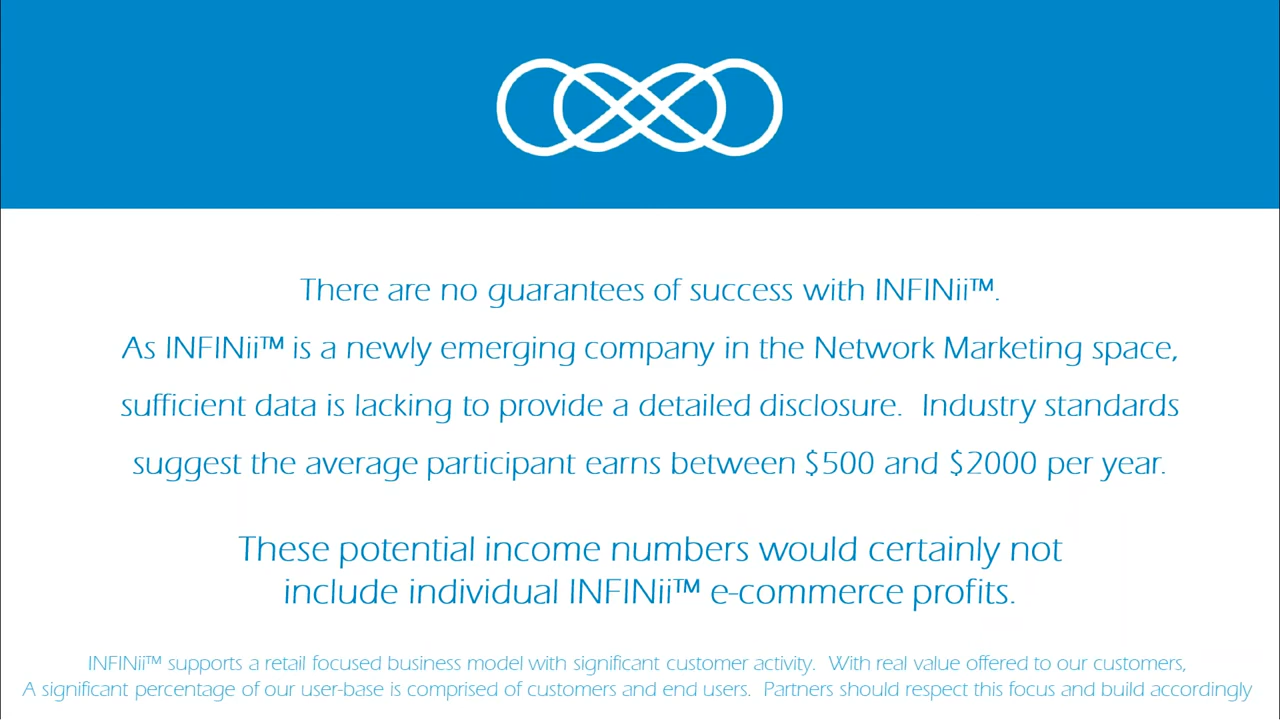 There are no guarantees of success with INFINii™.
As INFINii™ is a newly emerging company in the Network Marketing space,
sufficient data is lacking to provide a detailed disclosure.  Industry standards
suggest the average participant earns between $500 and $2000 per year.
These potential income numbers would certainly not
include individual INFINii™ e-commerce profits.
INFINii™ supports a retail focused business model with significant customer activity.  With real value offered to our customers,
A significant percentage of our user-base is comprised of customers and end users.  Partners should respect this focus and build accordingly